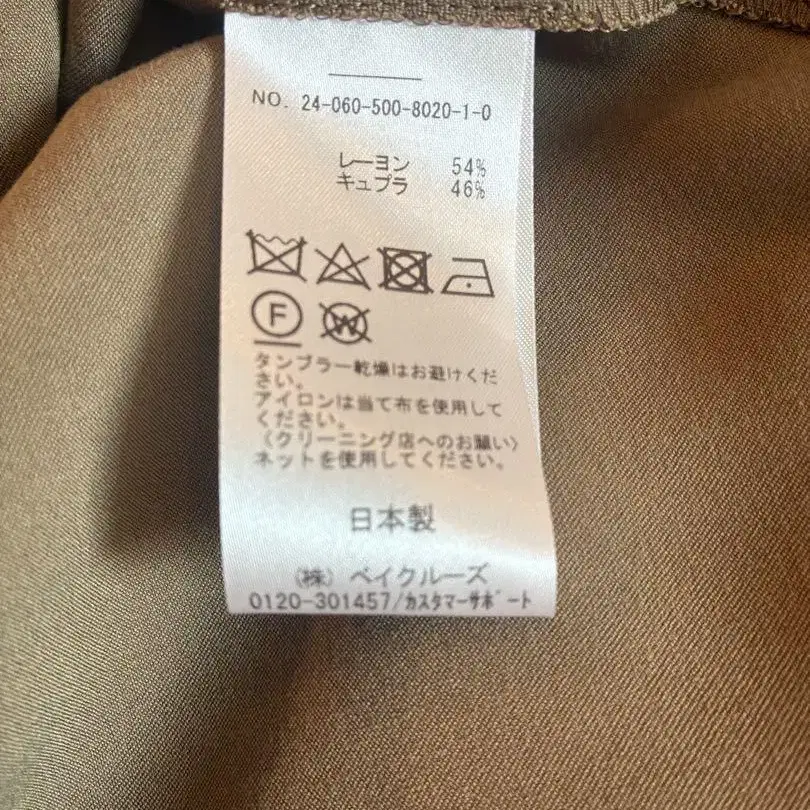 NO. 24-060-500-8020-1-0
レーヨン 54%
キュプラ 46%
F W
タンブラー乾燥はお避けくだ
さい。
アイロンは当て布を使用して
ください。
〈クリーニング店へのお願い〉
ネットを使用してください。
日本製
(株) ベイクルーズ
0120-301457/カスタマーサポート